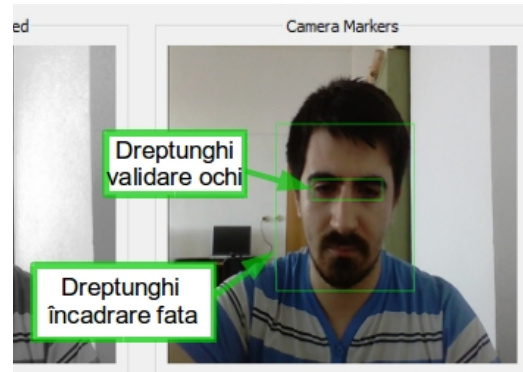 ed
Camera Markers
Dreptunghi
validare ochi
Dreptunghi
încadrare fata